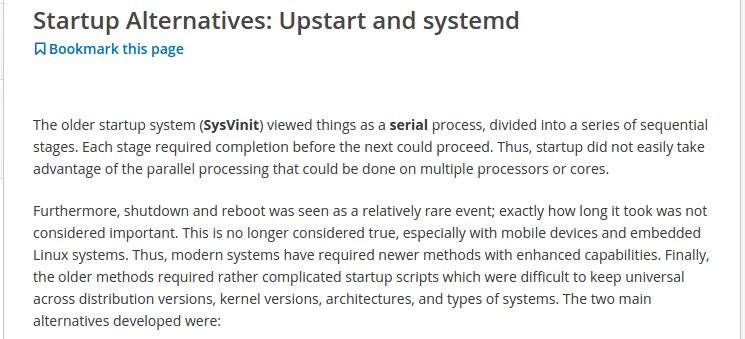 Startup Alternatives: Upstart and systemd
Bookmark this page
The older startup system (SysVinit) viewed things as a serial process, divided into a series of sequential
stages. Each stage required completion before the next could proceed. Thus, startup did not easily take
advantage of the parallel processing that could be done on multiple processors or cores.
Furthermore, shutdown and reboot was seen as a relatively rare event; exactly how long it took was not
considered important. This is no longer considered true, especially with mobile devices and embedded
Linux systems. Thus, modern systems have required newer methods with enhanced capabilities. Finally,
the older methods required rather complicated startup scripts which were difficult to keep universal
across distribution versions, kernel versions, architectures, and types of systems. The two main
alternatives developed were: